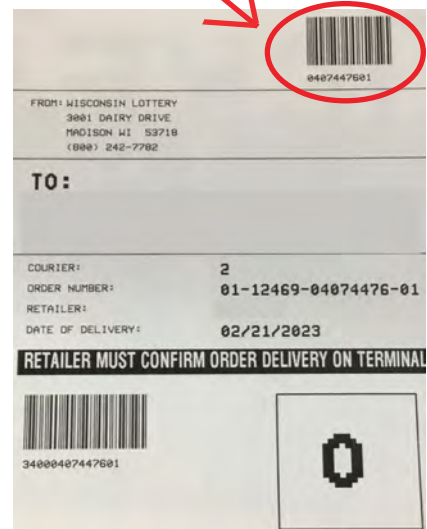 0407447601
FROM: WISCONSIN LOTTERY
3001 DAIRY DRIVE
MADISON WI 53718
(800) 242-7782
TO:
COURIER: 2
ORDER NUMBER: 01-12469-04074476-01
RETAILER:
DATE OF DELIVERY: 02/21/2023
RETAILER MUST CONFIRM ORDER DELIVERY ON TERMINAL
34000407447601
0